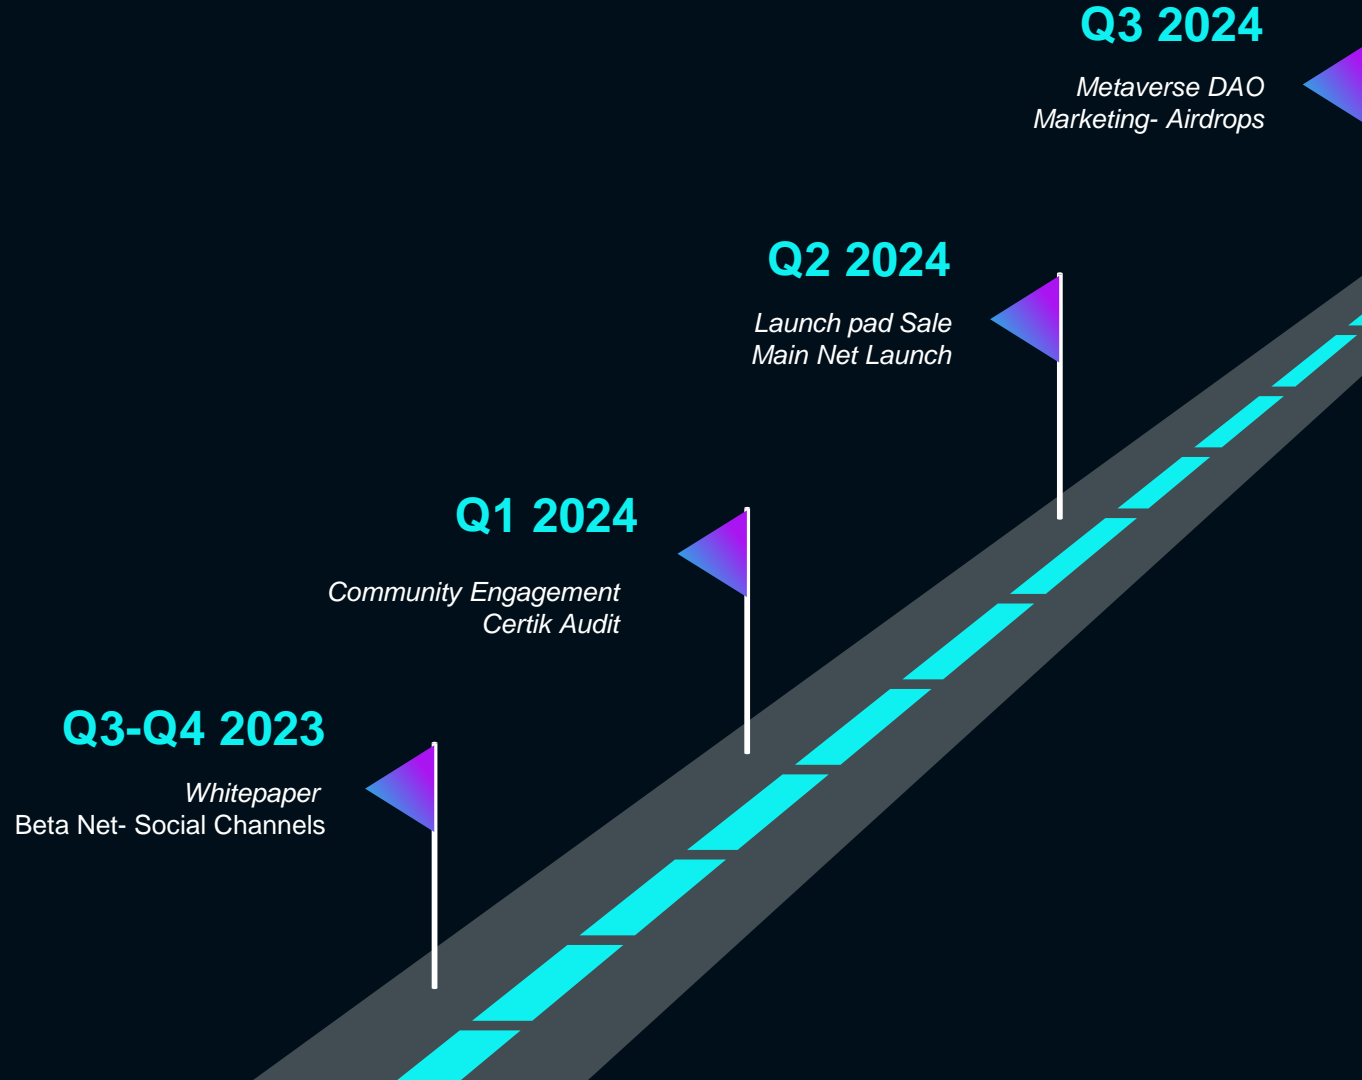 Q3 2024
Metaverse DAO
Marketing- Airdrops
Q2 2024
Launch pad Sale
Main Net Launch
Q1 2024
Community Engagement
Certik Audit
Q3-Q4 2023
Whitepaper
Beta Net- Social Channels